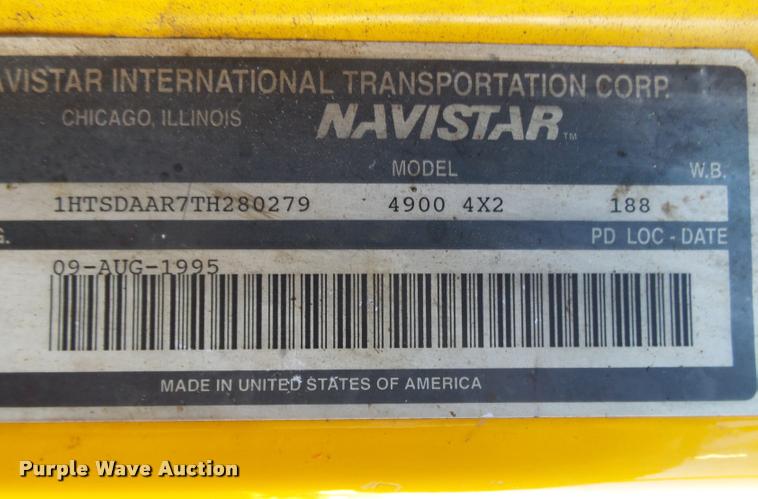 AVISTAR INTERNATIONAL TRANSPORTATION CORP.
CHICAGO, ILLINOIS NAVISTAR™
MODEL W.B.
1HTSDAAR7TH280279 4900 4X2 188
G. PD LOC - DATE
09-AUG-1995
MADE IN UNITED STATES OF AMERICA
Purple Wave Auction